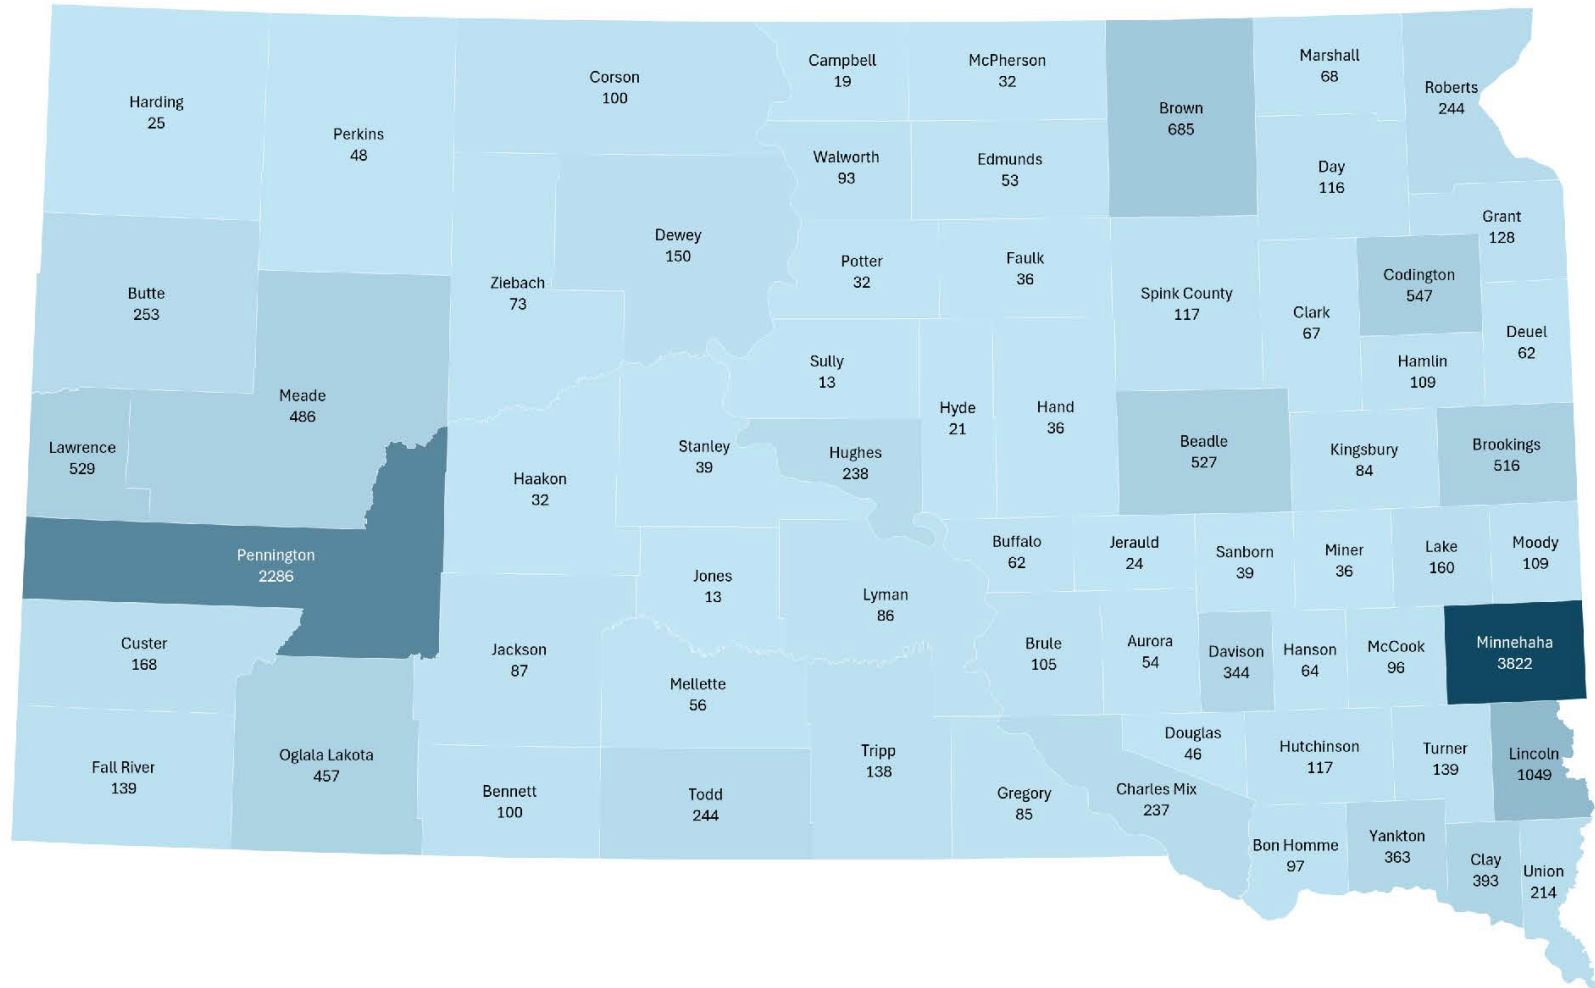 Harding
25
Perkins
48
Corson
100
Campbell
19
McPherson
32
Brown
685
Marshall
68
Roberts
244
Walworth
93
Edmunds
53
Day
116
Grant
128
Butte
253
Ziebach
73
Dewey
150
Potter
32
Faulk
36
Spink County
117
Clark
67
Codington
547
Deuel
62
Hamlin
109
Meade
486
Lawrence
529
Sully
13
Hyde
21
Hand
36
Beadle
527
Kingsbury
84
Brookings
516
Haakon
32
Stanley
39
Hughes
238
Pennington
2286
Jones
13
Lyman
86
Buffalo
62
Jerauld
24
Sanborn
39
Miner
36
Lake
160
Moody
109
Custer
168
Jackson
87
Mellette
56
Brule
105
Aurora
54
Davison
344
Hanson
64
McCook
96
Minnehaha
3822
Fall River
139
Oglala Lakota
457
Bennett
100
Todd
244
Tripp
138
Gregory
85
Charles Mix
237
Douglas
46
Hutchinson
117
Turner
139
Lincoln
1049
Bon Homme
97
Yankton
363
Clay
393
Union
214